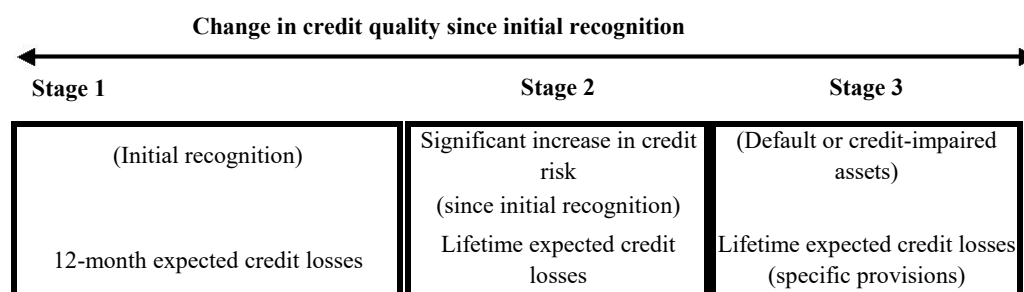 Change in credit quality since initial recognition
Stage 1
Stage 2
Stage 3
(Initial recognition)
12-month expected credit losses
Significant increase in credit
risk
(since initial recognition)
Lifetime expected credit
losses
(Default or credit-impaired
assets)
Lifetime expected credit losses
(specific provisions)